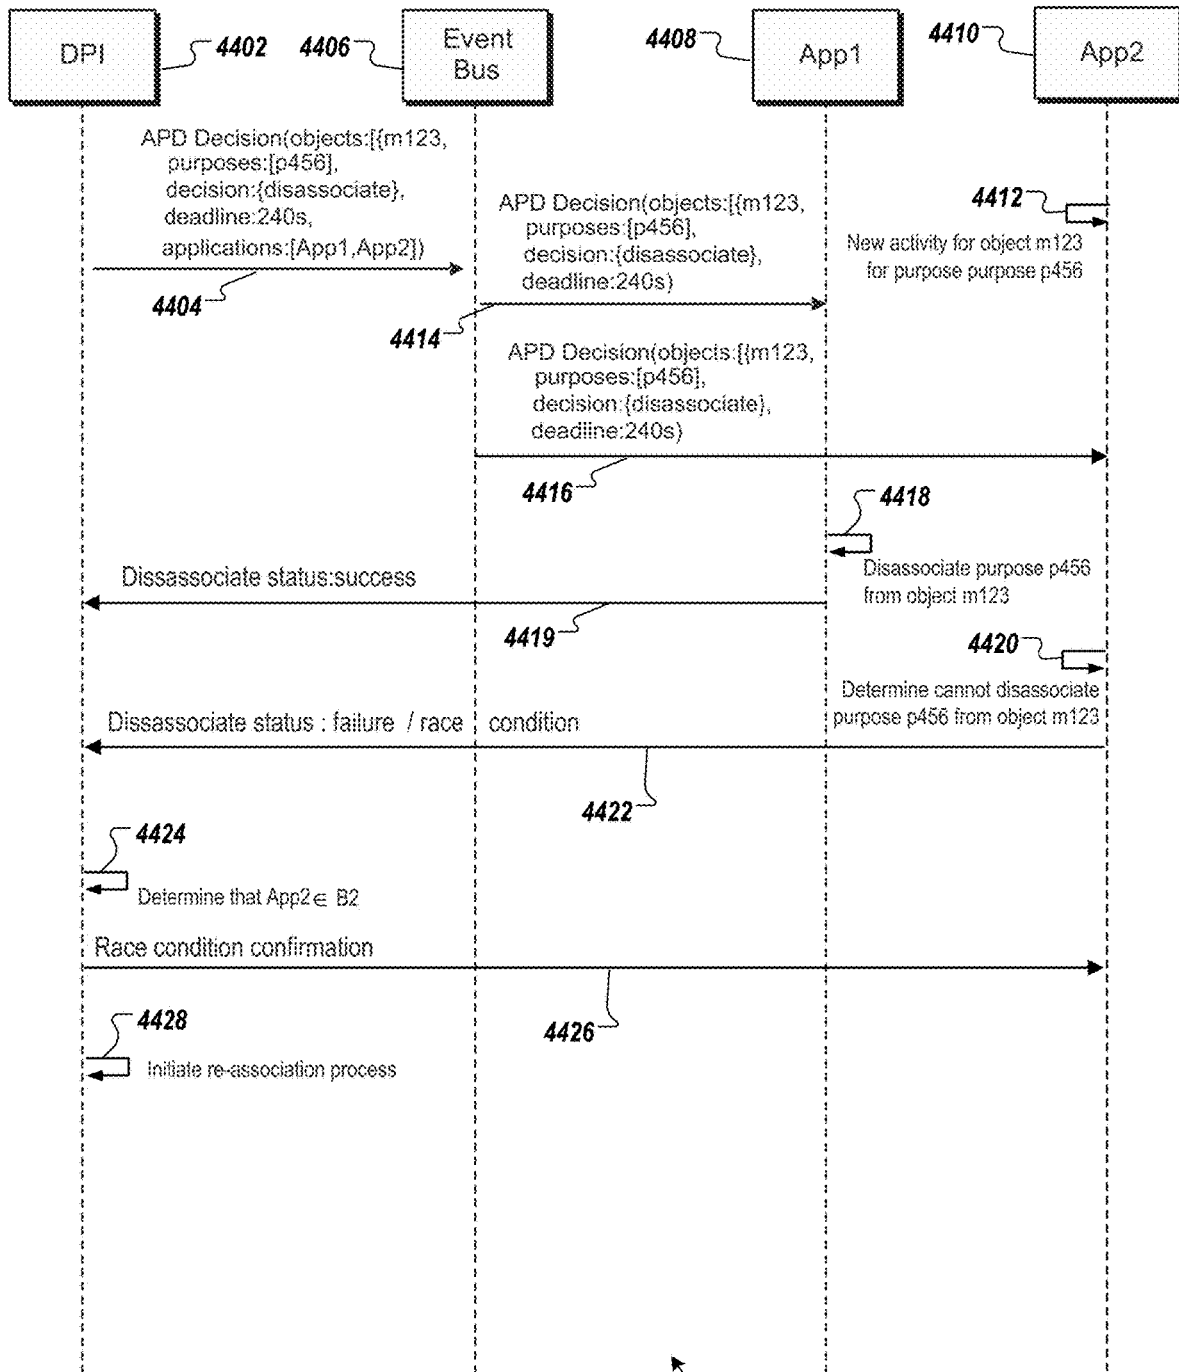 DPI
4402
4406
Event
Bus
4408
App1
4410
App2
APD Decision(objects:[{m123,
purposes:[p456],
decision:{disassociate},
deadline:240s,
applications:[App1,App2])
4404
APD Decision(objects:[{m123,
purposes:[p456],
decision:{disassociate},
deadline:240s)
4414
4412
New activity for object m123
for purpose purpose p456
APD Decision(objects:[{m123,
purposes:[p456],
decision:{disassociate},
deadline:240s)
4416
4418
Disassociate purpose p456
from object m123
Dissassociate status:success
4419
4420
Determine cannot disassociate
purpose p456 from object m123
Dissassociate status : failure / race condition
4422
4424
Determine that App2 ∈ B2
Race condition confirmation
4426
4428
Initiate re-association process